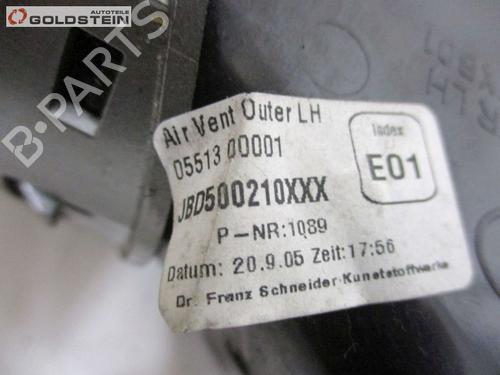 AUTOTEILE
GOLDSTEIN
B-PARTS
Air Vent Outer LH
05513 00001
JBD500210XXX
P-NR:1089
Datum: 20.9.05 Zeit:17:56
Dr. Franz Schneider Kunststoffwerke
Index
E01
LH